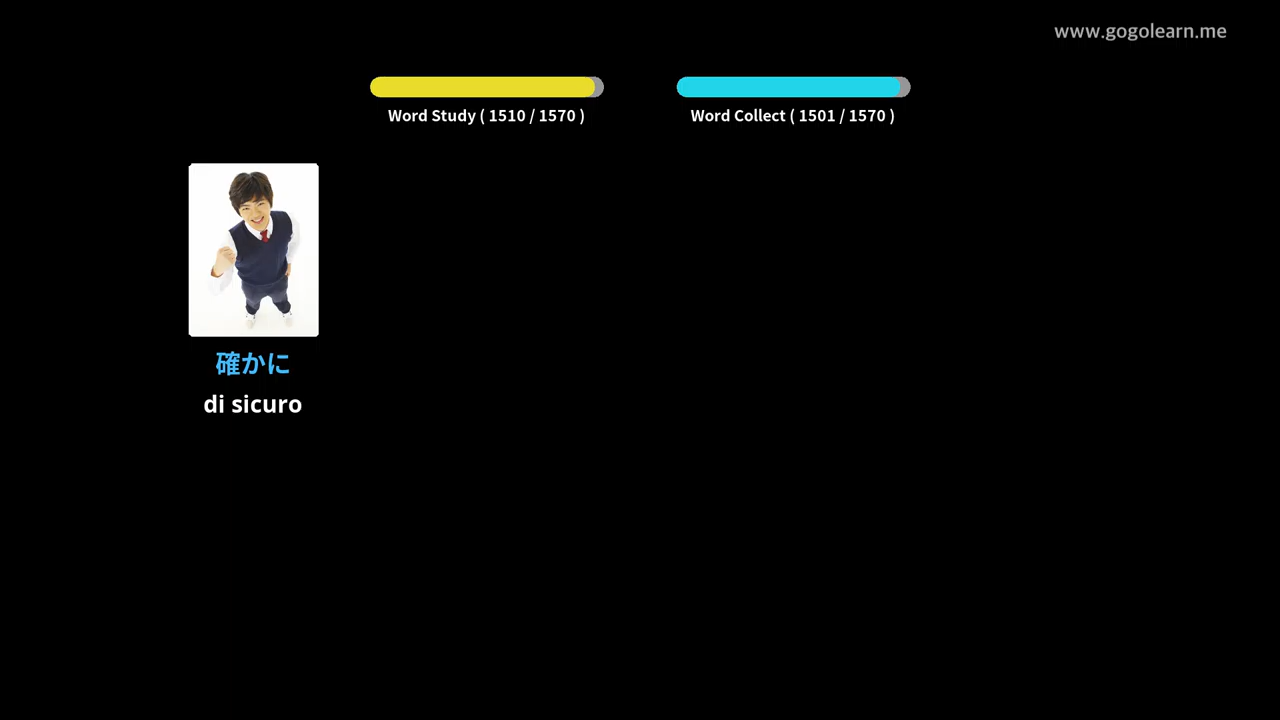 www.gogolearn.me
Word Study ( 1510 / 1570 )
Word Collect ( 1501 / 1570 )
確かに
di sicuro